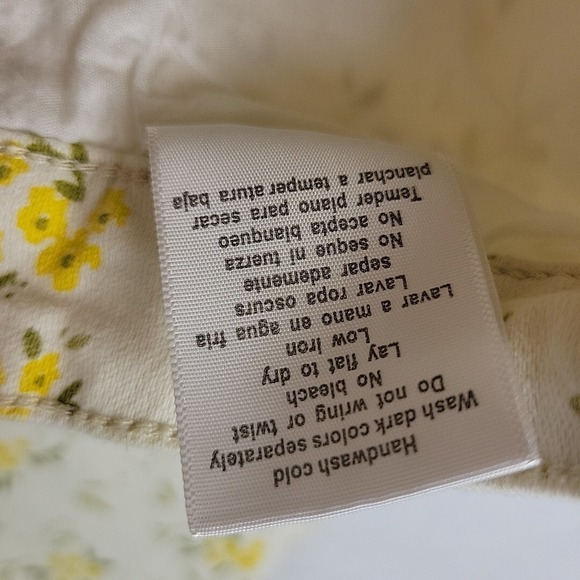 Handwash cold
Wash dark colors separately
Do not wring or twist
No bleach
Lay flat to dry
Low iron
Lavar a mano en agua fria
Lavar ropa oscurs
separ ademente
No seque ni tuerza
No acepta blanqueo
Temder plano para secar
planchar a temper atura baja